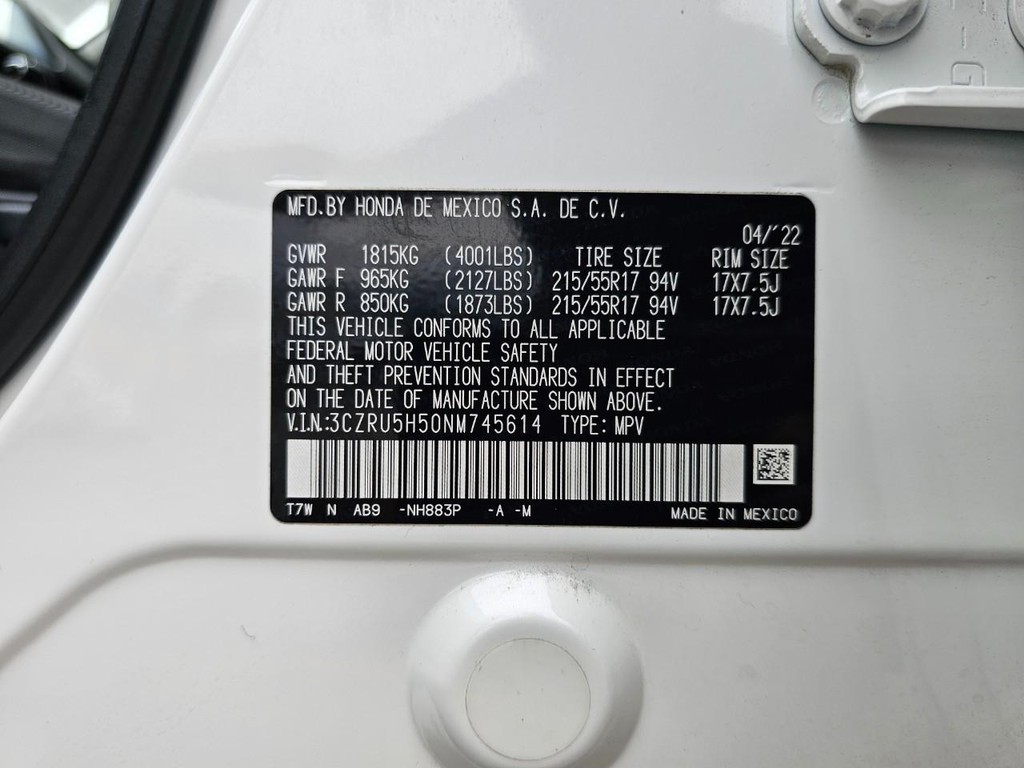 MFD.BY HONDA DE MEXICO S.A. DE C.V.
04/'22
GVWR 1815KG (4001LBS) TIRE SIZE RIM SIZE
GAWR F 965KG (2127LBS) 215/55R17 94V 17X7.5J
GAWR R 850KG (1873LBS) 215/55R17 94V 17X7.5J
THIS VEHICLE CONFORMS TO ALL APPLICABLE
FEDERAL MOTOR VEHICLE SAFETY
AND THEFT PREVENTION STANDARDS IN EFFECT
ON THE DATE OF MANUFACTURE SHOWN ABOVE.
V.I.N.:3CZRU5H50NM745614 TYPE: MPV
T7W N AB9 -NH883P -A -M MADE IN MEXICO